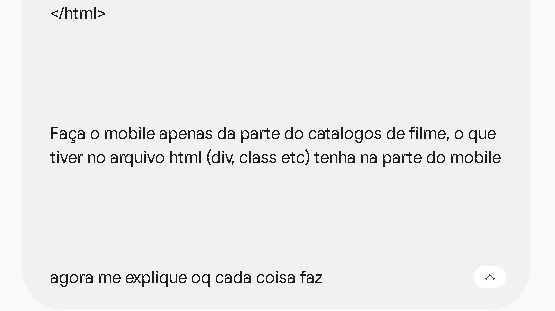 </html>
Faça o mobile apenas da parte do catalogos de filme, o que
tiver no arquivo html (div, class etc) tenha na parte do mobile
agora me explique oq cada coisa faz